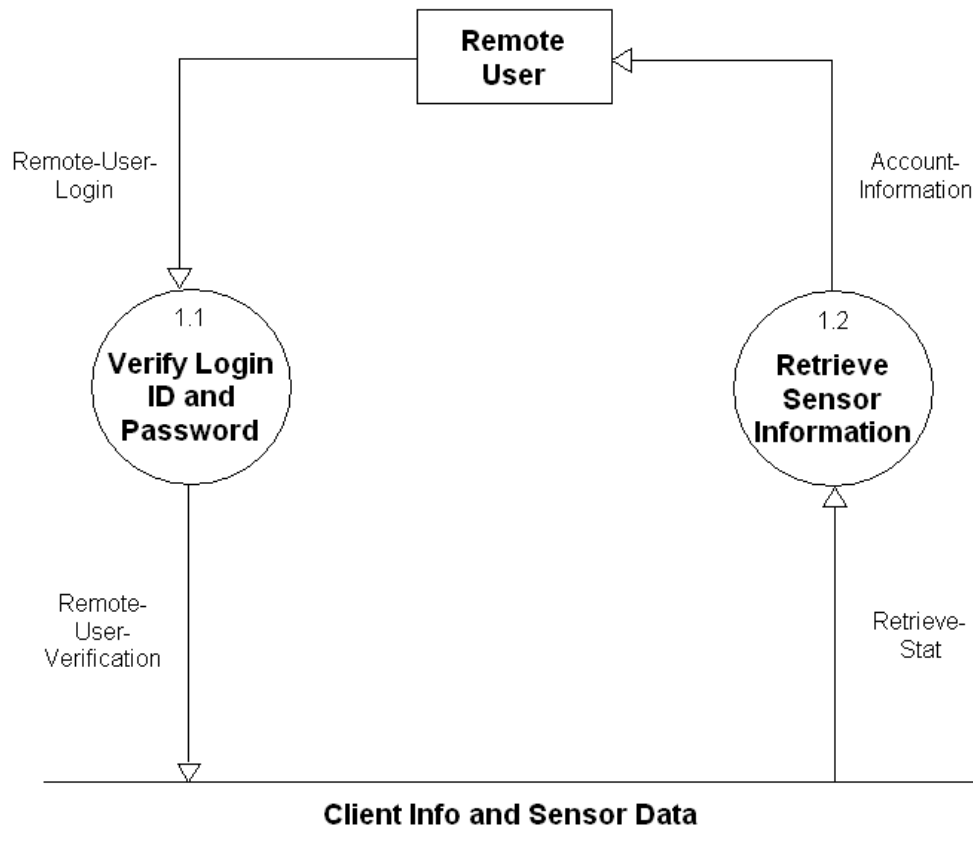 Remote
User
Remote-User-
Login
Account-
Information
1.1
Verify Login
ID and
Password
1.2
Retrieve
Sensor
Information
Remote-
User-
Verification
Retrieve-
Stat
Client Info and Sensor Data